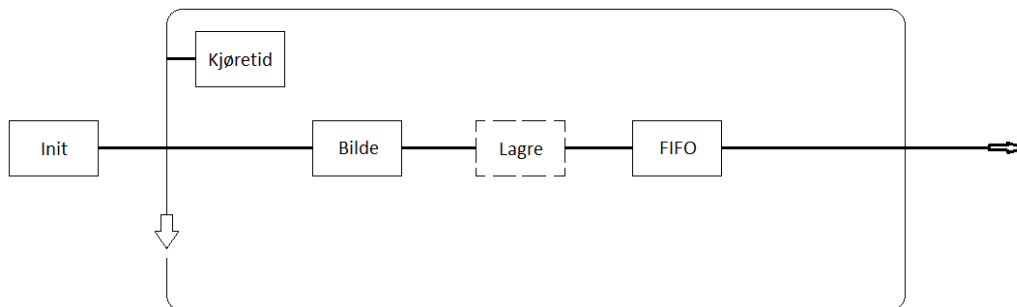 Kjøretid
Init
Bilde
Lagre
FIFO